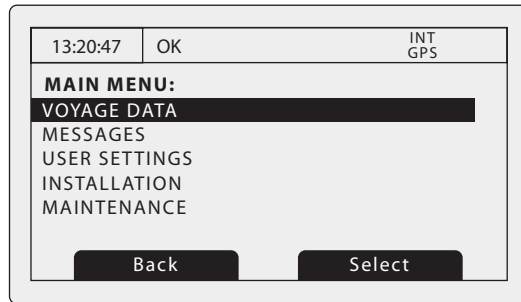 13:20:47 OK INT
GPS
MAIN MENU:
VOYAGE DATA
MESSAGES
USER SETTINGS
INSTALLATION
MAINTENANCE
Back Select